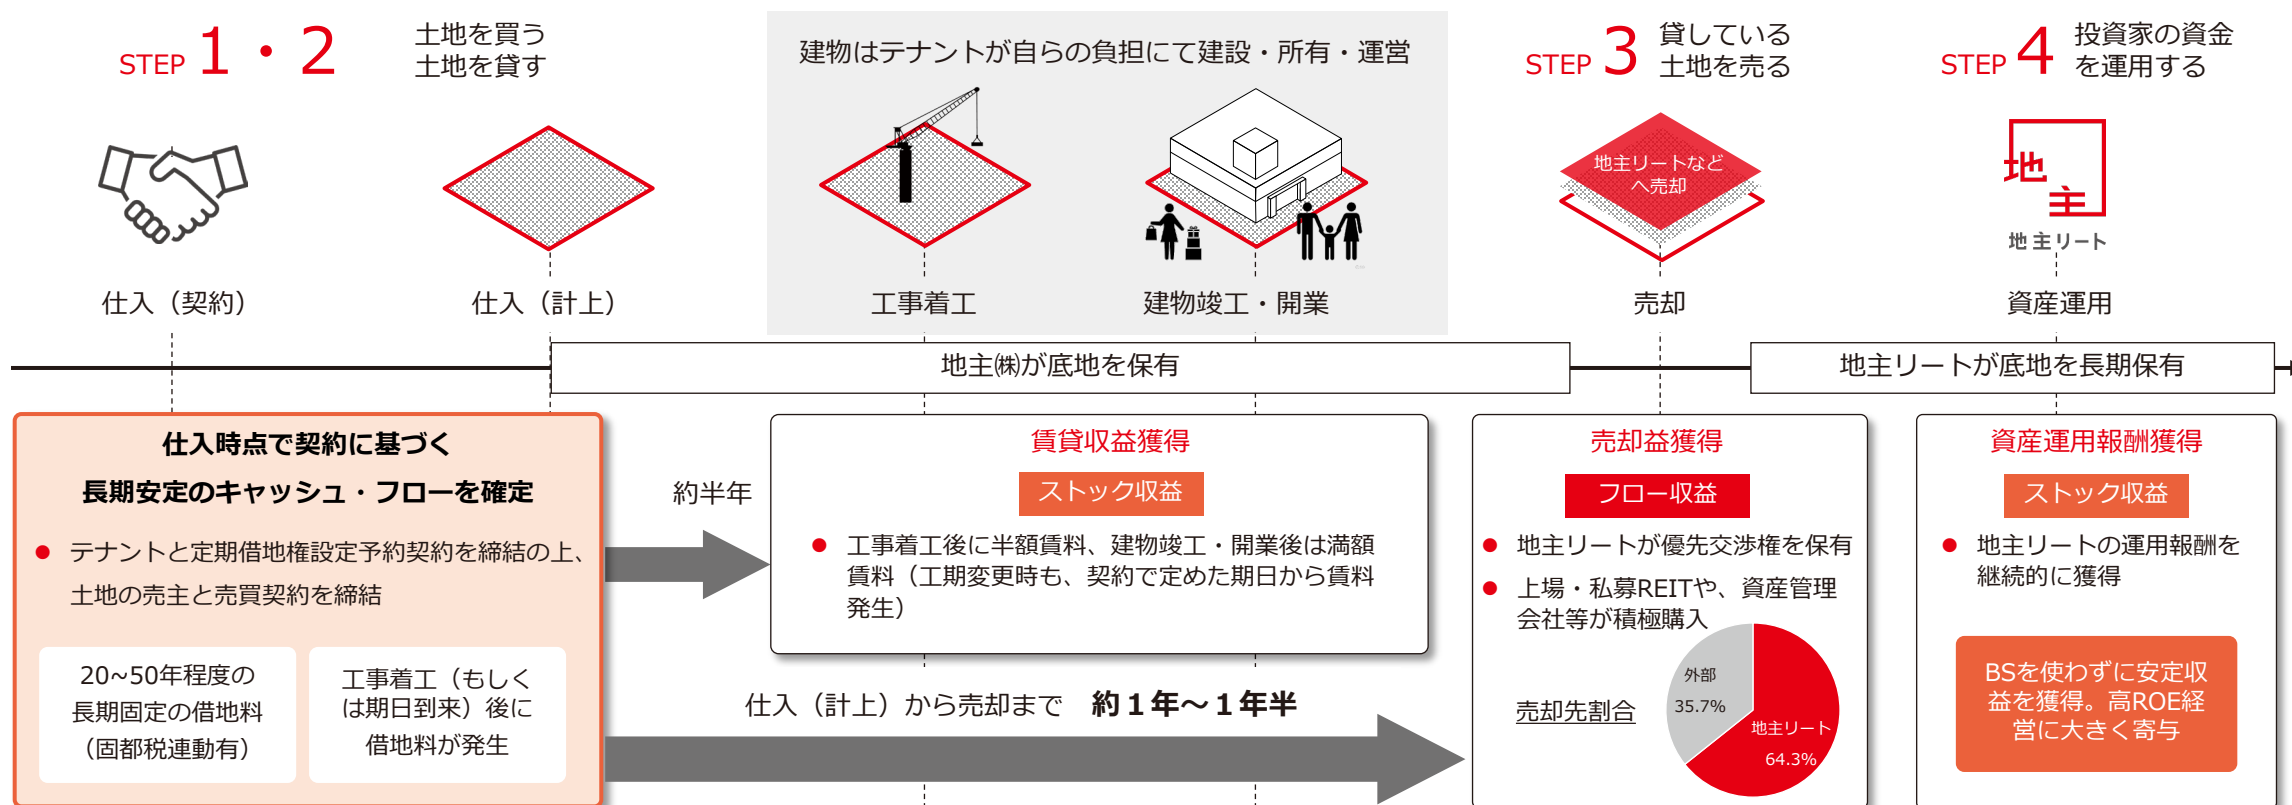 STEP 1・2
土地を買う
土地を貸す
建物はテナントが自らの負担にて建設・所有・運営
STEP 3
貸している
土地を売る
STEP 4
投資家の資金
を運用する
地主リートなど
へ売却
地主
地主リート
仕入（契約）
仕入（計上）
工事着工
建物竣工・開業
売却
資産運用
地主㈱が底地を保有
地主リートが底地を長期保有
仕入時点で契約に基づく
長期安定のキャッシュ・フローを確定
● テナントと定期借地権設定予約契約を締結の上、
土地の売主と売買契約を締結
20~50年程度の
長期固定の借地料
（固都税連動有）
工事着工（もしく
は期日到来）後に
借地料が発生
約半年
賃貸収益獲得
ストック収益
● 工事着工後に半額賃料、建物竣工・開業後は満額
賃料（工期変更時も、契約で定めた期日から賃料
発生）
仕入（計上）から売却まで 約１年～１年半
売却益獲得
フロー収益
● 地主リートが優先交渉権を保有
● 上場・私募REITや、資産管理
会社等が積極購入
売却先割合
外部
35.7%
地主リート
64.3%
資産運用報酬獲得
ストック収益
● 地主リートの運用報酬を
継続的に獲得
BSを使わずに安定収
益を獲得。高ROE経
営に大きく寄与